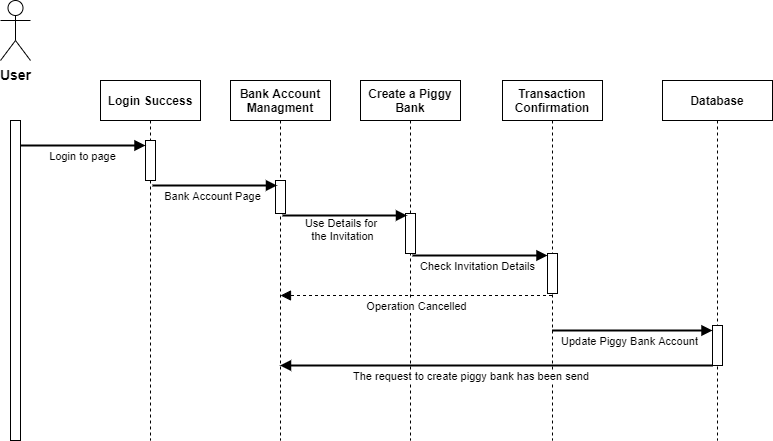 User
Login Success
Bank Account
Managment
Create a Piggy
Bank
Transaction
Confirmation
Database
Login to page
Bank Account Page
Use Details for
the Invitation
Check Invitation Details
Operation Cancelled
Update Piggy Bank Account
The request to create piggy bank has been send